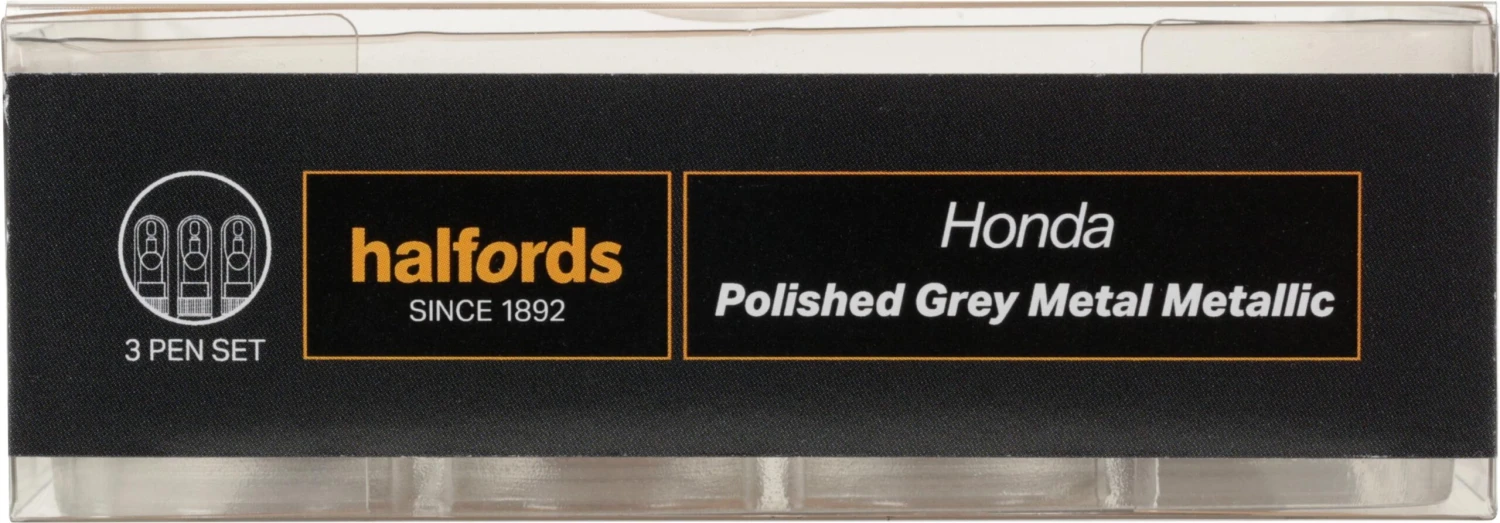 3 PEN SET
halfords
SINCE 1892
Honda
Polished Grey Metal Metallic